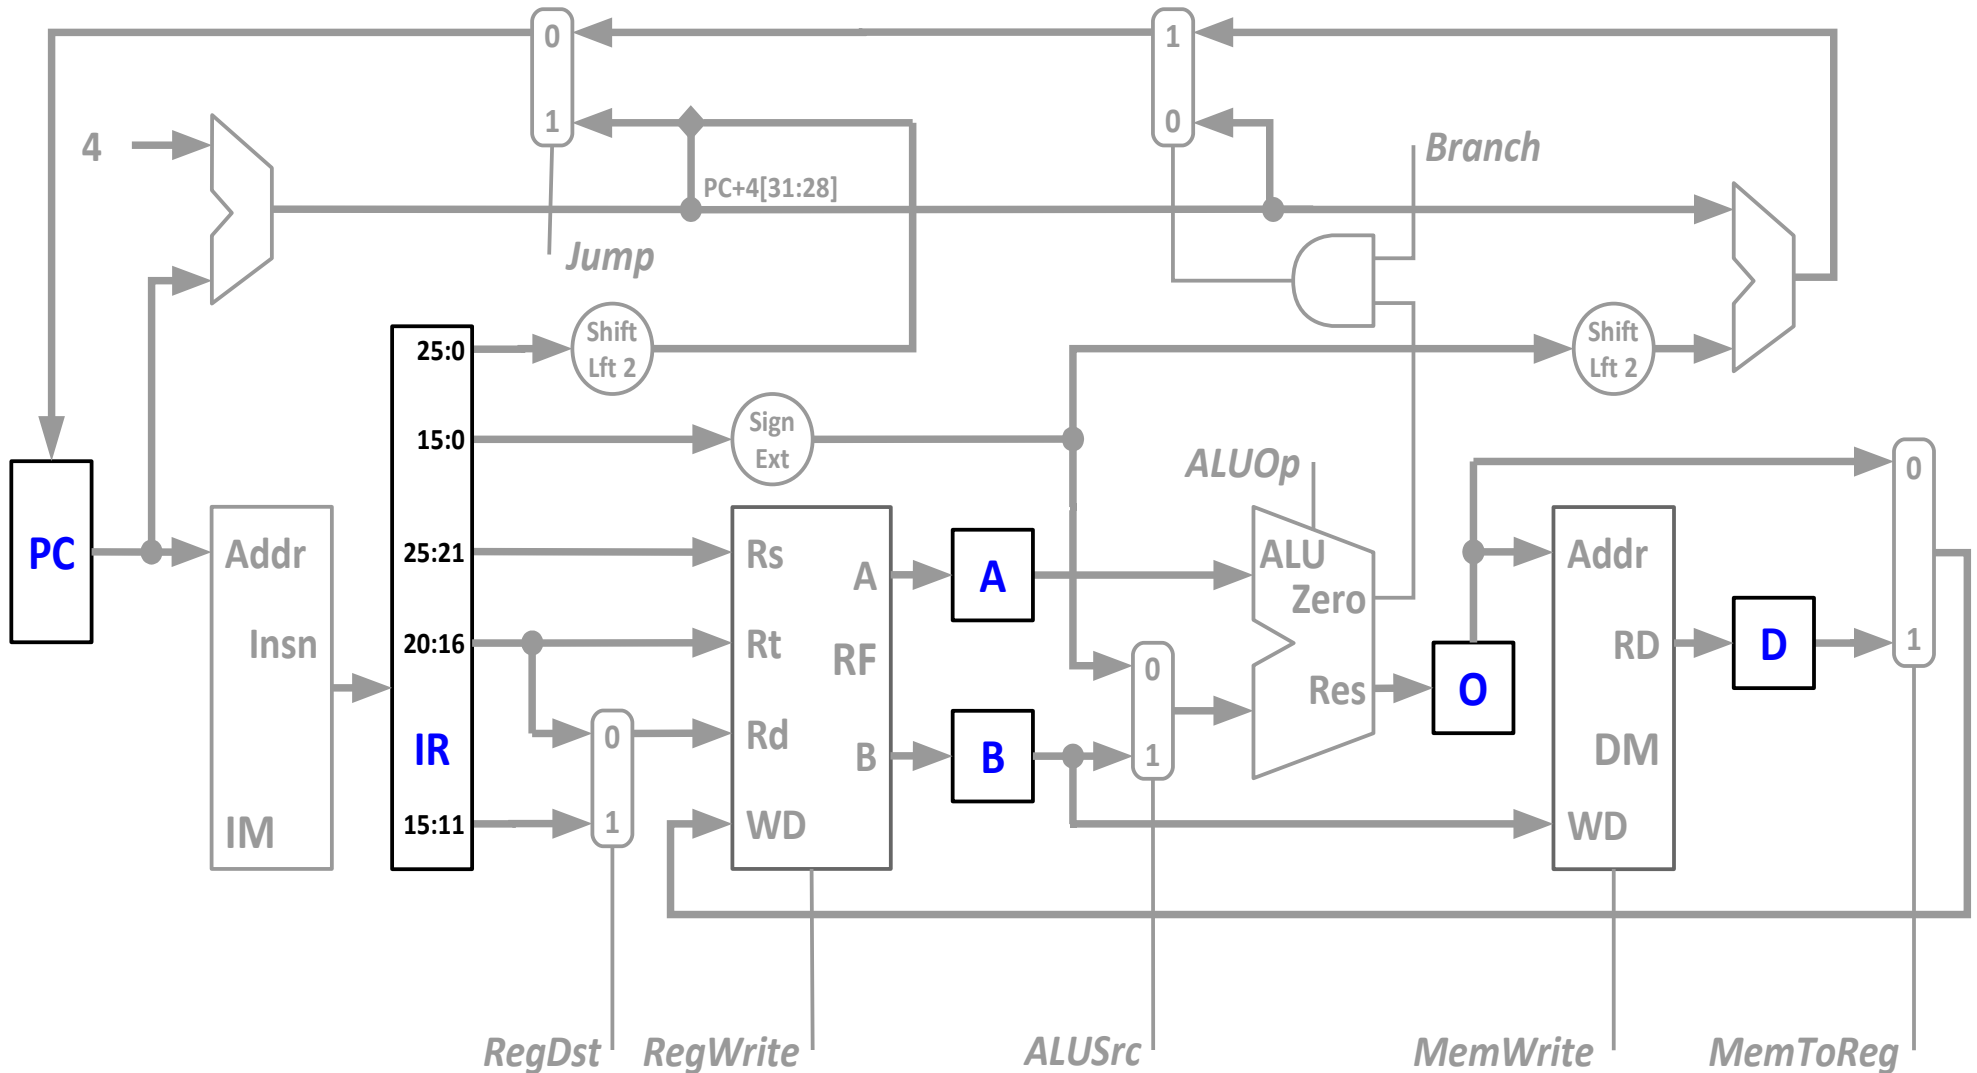 0
1
1
0
4
Branch
PC+4[31:28]
Jump
25:0
Shift
Lft 2
Shift
Lft 2
15:0
Sign
Ext
ALUOp
0
PC
Addr
25:21
Rs
A
A
ALU
Zero
Addr
Insn
20:16
Rt
RF
0
Res
O
RD
D
1
IR
0
Rd
B
B
1
DM
IM
15:11
1
WD
WD
RegDst
RegWrite
ALUSrc
MemWrite
MemToReg